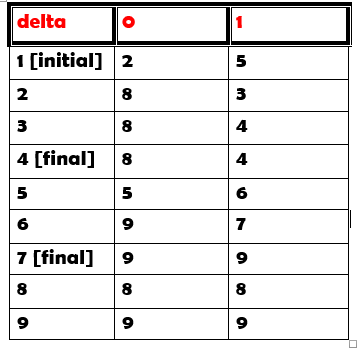 delta 0 1
1 [initial] 2 5
2 8 3
3 8 4
4 [final] 8 4
5 5 6
6 9 7
7 [final] 9 9
8 8 8
9 9 9